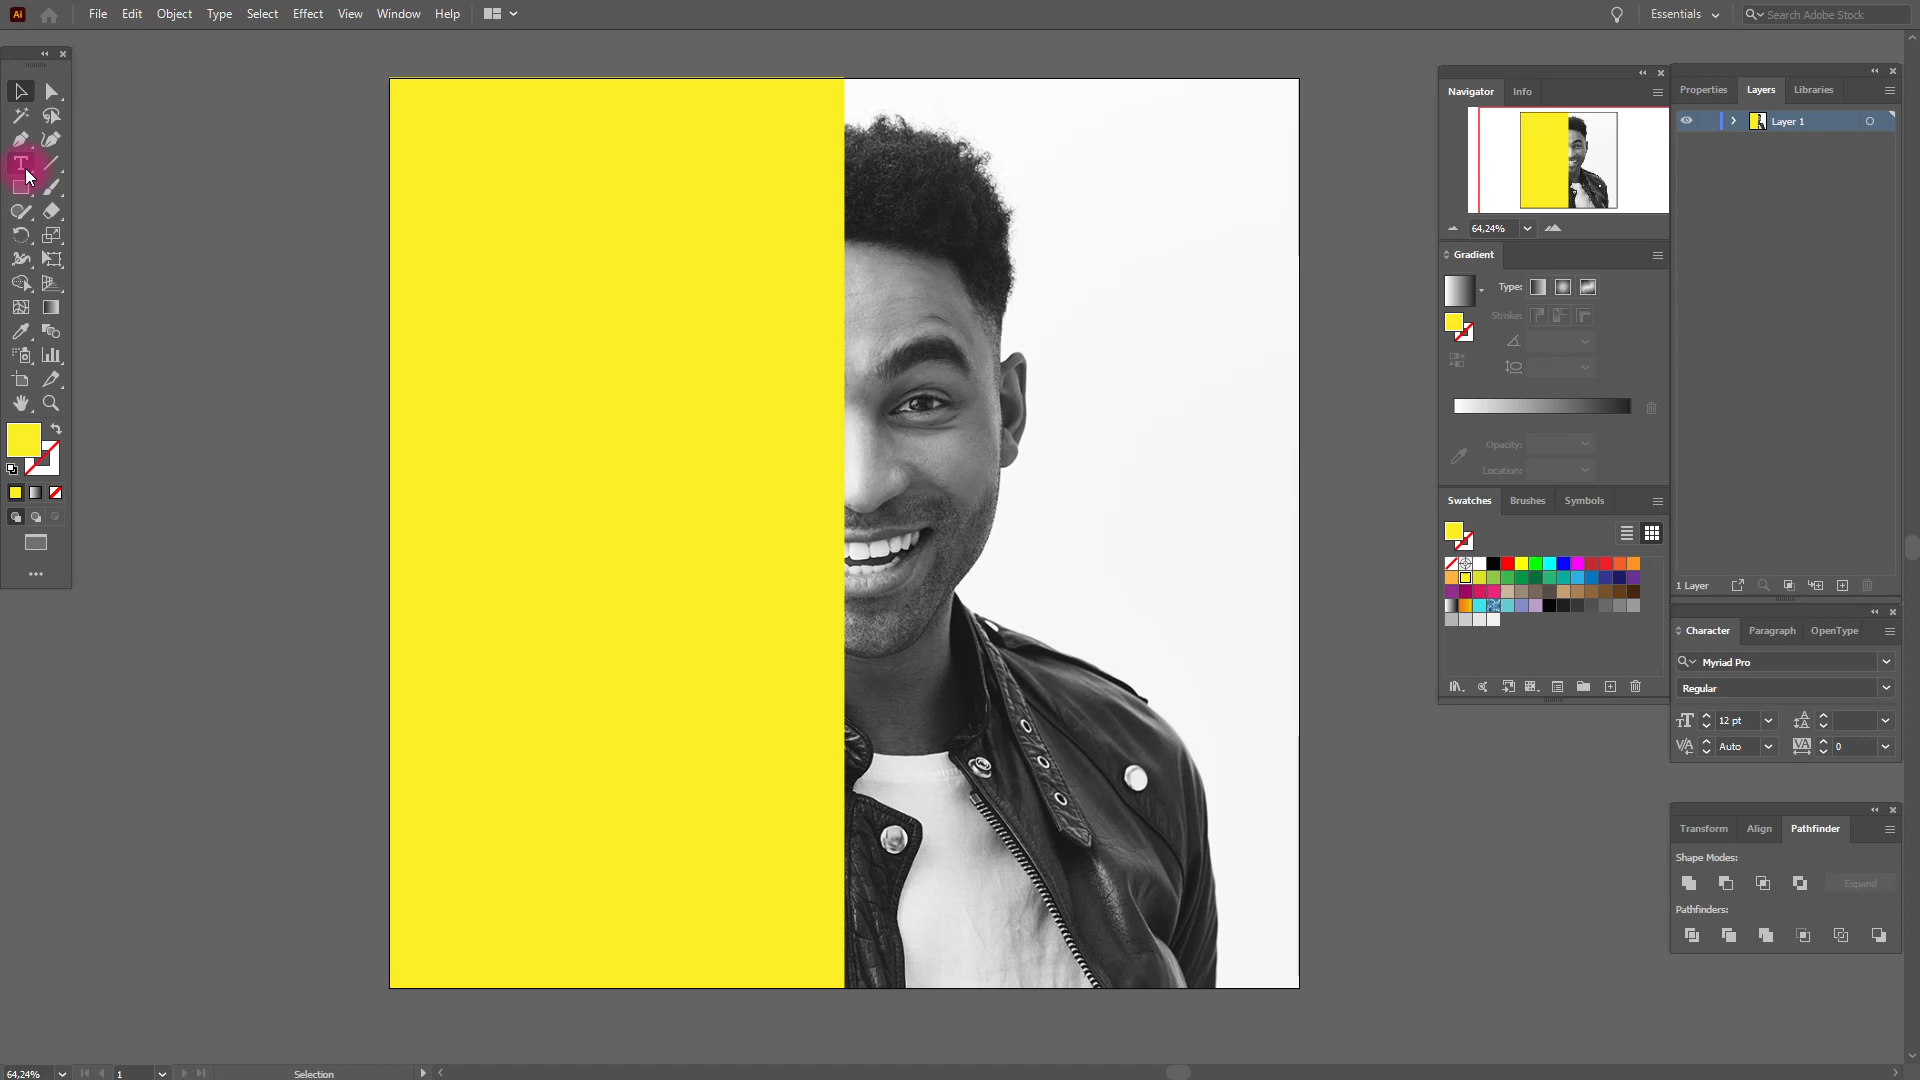 Ai File Edit Object Type Select Effect View Window Help Essentials Search Adobe Stock
Navigator Info
64,24%
Gradient
Type:
Stroke:
Opacity:
Location:
Swatches Brushes Symbols
Properties Layers Libraries
Layer 1
1 Layer
Character Paragraph OpenType
Myriad Pro
Regular
12 pt
Auto 0
Transform Align Pathfinder
Shape Modes:
Expand
Pathfinders:
64,24% 1 Selection